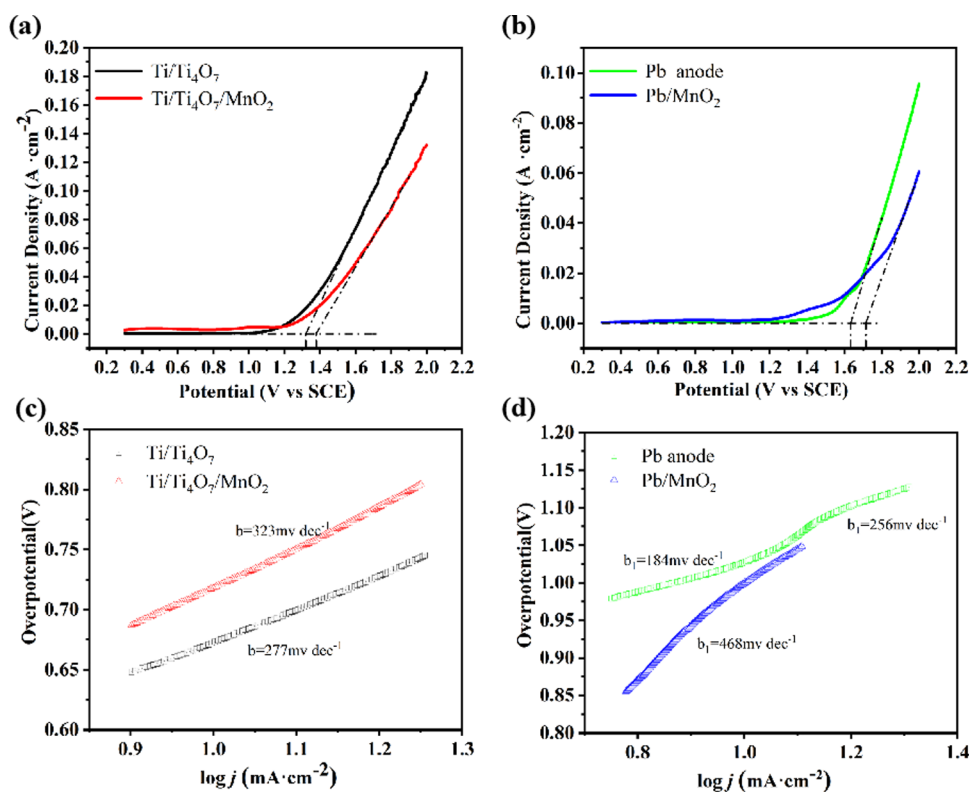 (a)
0.20
0.18
0.16
0.14
0.12
0.10
0.08
0.06
0.04
0.02
0.00
Current Density (A ·cm⁻²)
Ti/Ti₄O₇
Ti/Ti₄O₇/MnO₂
0.2 0.4 0.6 0.8 1.0 1.2 1.4 1.6 1.8 2.0 2.2
Potential (V vs SCE)
(b)
0.10
0.08
0.06
0.04
0.02
0.00
Current Density (A ·cm⁻²)
Pb anode
Pb/MnO₂
0.2 0.4 0.6 0.8 1.0 1.2 1.4 1.6 1.8 2.0 2.2
Potential (V vs SCE)
(c)
0.85
0.80
0.75
0.70
0.65
0.60
Overpotential(V)
Ti/Ti₄O₇
Ti/Ti₄O₇/MnO₂
b=323mv dec⁻¹
b=277mv dec⁻¹
0.9 1.0 1.1 1.2 1.3
log j (mA·cm⁻²)
(d)
1.20
1.15
1.10
1.05
1.00
0.95
0.90
0.85
0.80
Overpotential(V)
Pb anode
Pb/MnO₂
b₁=256mv dec⁻¹
b₁=184mv dec⁻¹
b₁=468mv dec⁻¹
0.8 1.0 1.2 1.4
log j (mA·cm⁻²)